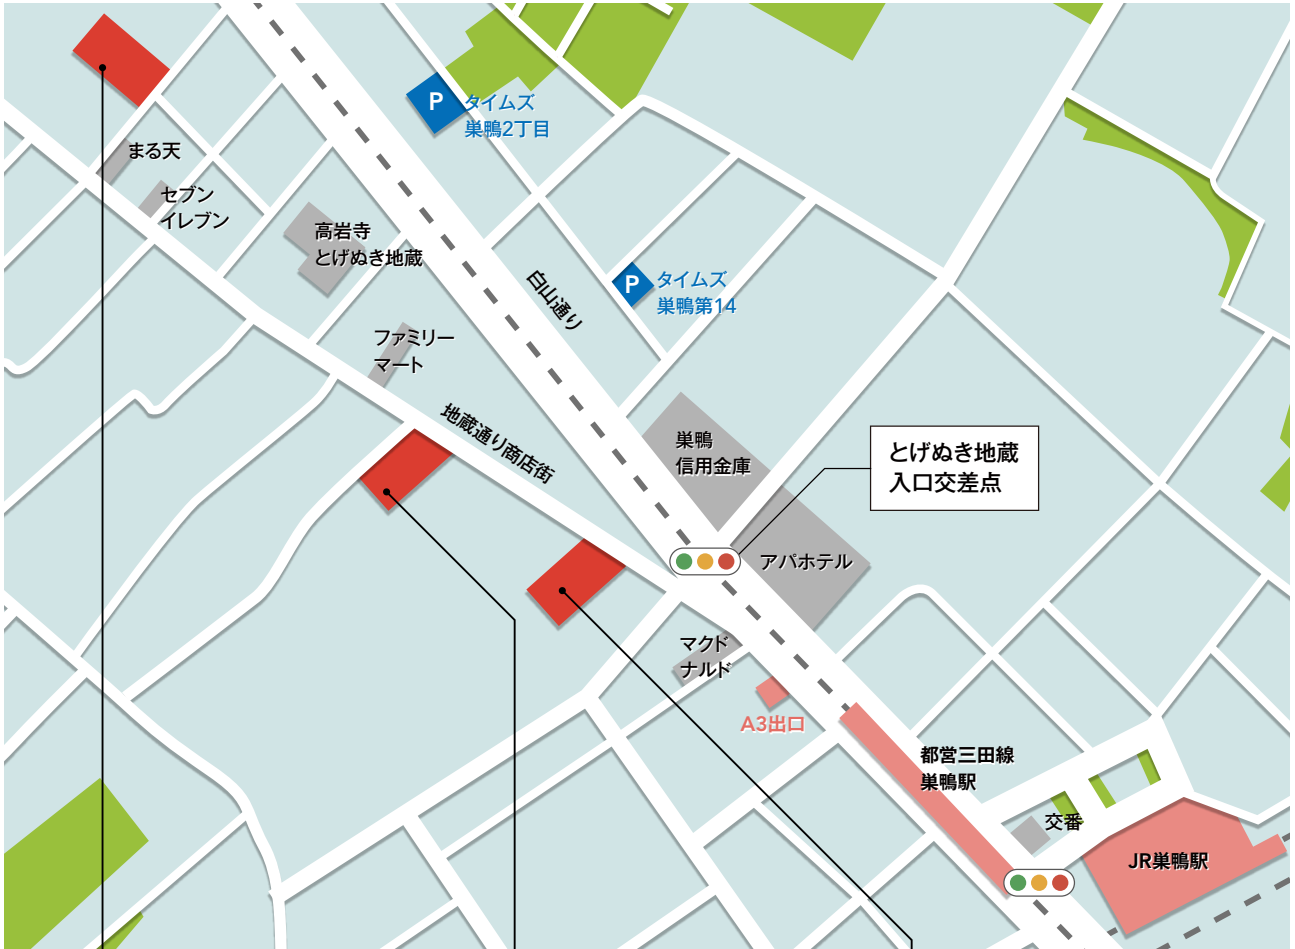 P
タイムズ
巣鴨2丁目
まる天
セブン
イレブン
高岩寺
とげぬき地蔵
白山通り
P
タイムズ
巣鴨第14
ファミリー
マート
地蔵通り商店街
巣鴨
信用金庫
とげぬき地蔵
入口交差点
アパホテル
マクド
ナルド
A3出口
都営三田線
巣鴨駅
交番
JR巣鴨駅